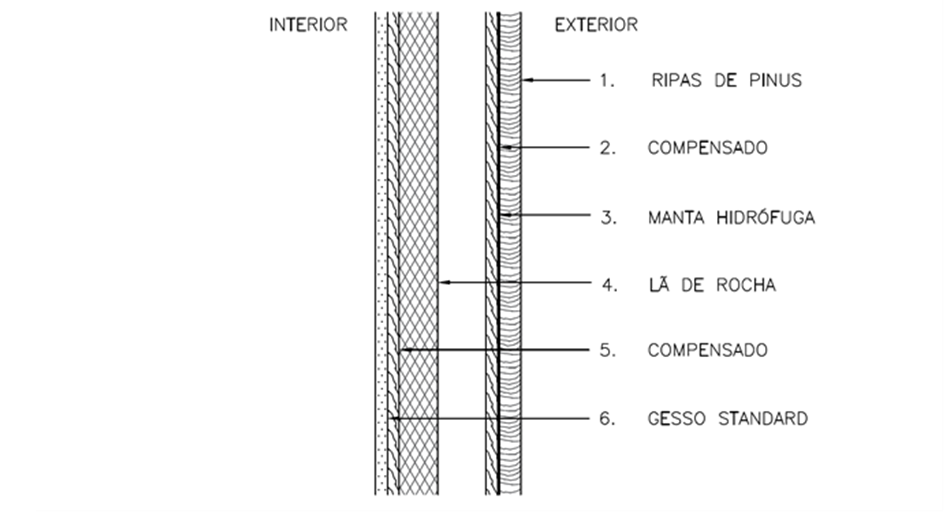 INTERIOR
EXTERIOR
1. RIPAS DE PINUS
2. COMPENSADO
3. MANTA HIDRÓFUGA
4. LÃ DE ROCHA
5. COMPENSADO
6. GESSO STANDARD